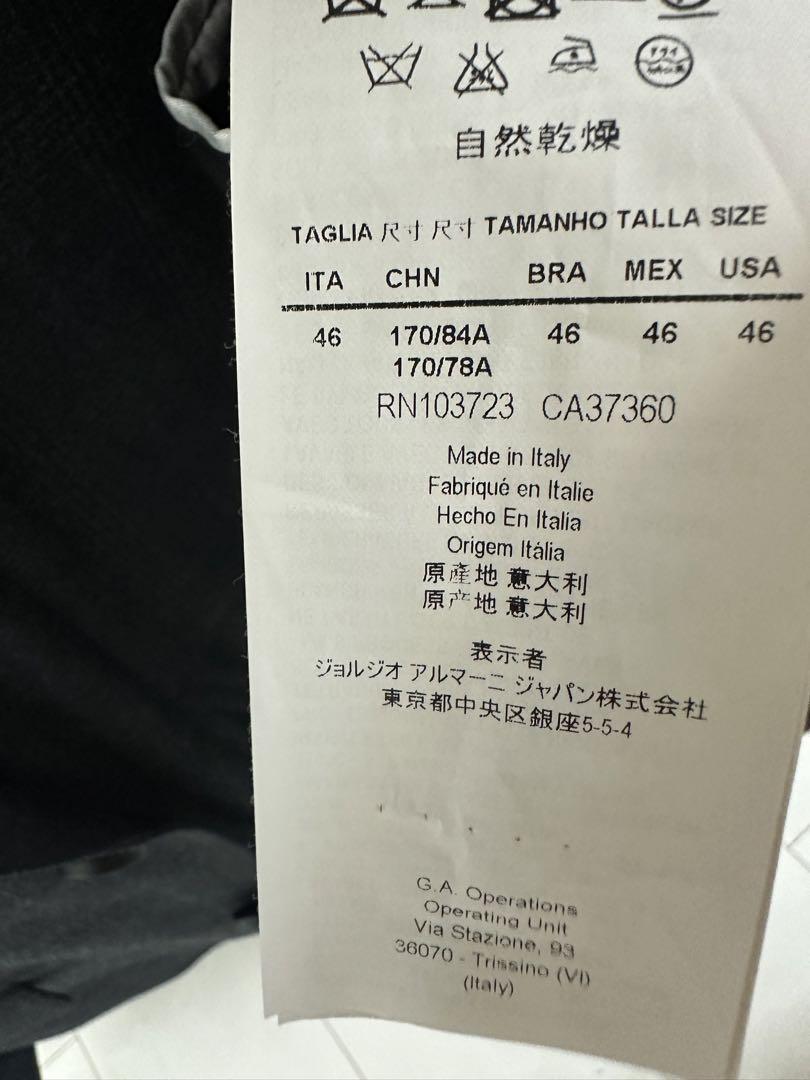 自然乾燥
TAGLIA 尺寸 尺寸 TAMANHO TALLA SIZE
ITA CHN BRA MEX USA
46 170/84A 46 46 46
170/78A
RN103723 CA37360
Made in Italy
Fabriqué en Italie
Hecho En Italia
Origem Itália
原產地 意大利
原产地 意大利
表示者
ジョルジオ アルマーニ ジャパン株式会社
東京都中央区銀座5-5-4
G.A. Operations
Operating Unit
Via Stazione, 93
36070 - Trissino (VI)
(Italy)